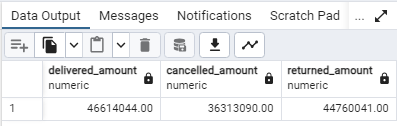 Data Output Messages Notifications Scratch Pad ...
delivered_amount cancelled_amount returned_amount
numeric numeric numeric
1 46614044.00 36313090.00 44760041.00